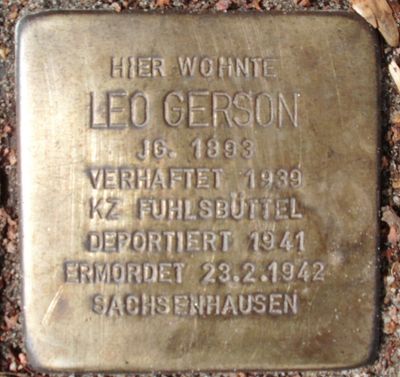 HIER WOHNTE
LEO GERSON
JG. 1893
VERHAFTET 1939
KZ FUHLSBÜTTEL
DEPORTIERT 1941
ERMORDET 23.2.1942
SACHSENHAUSEN